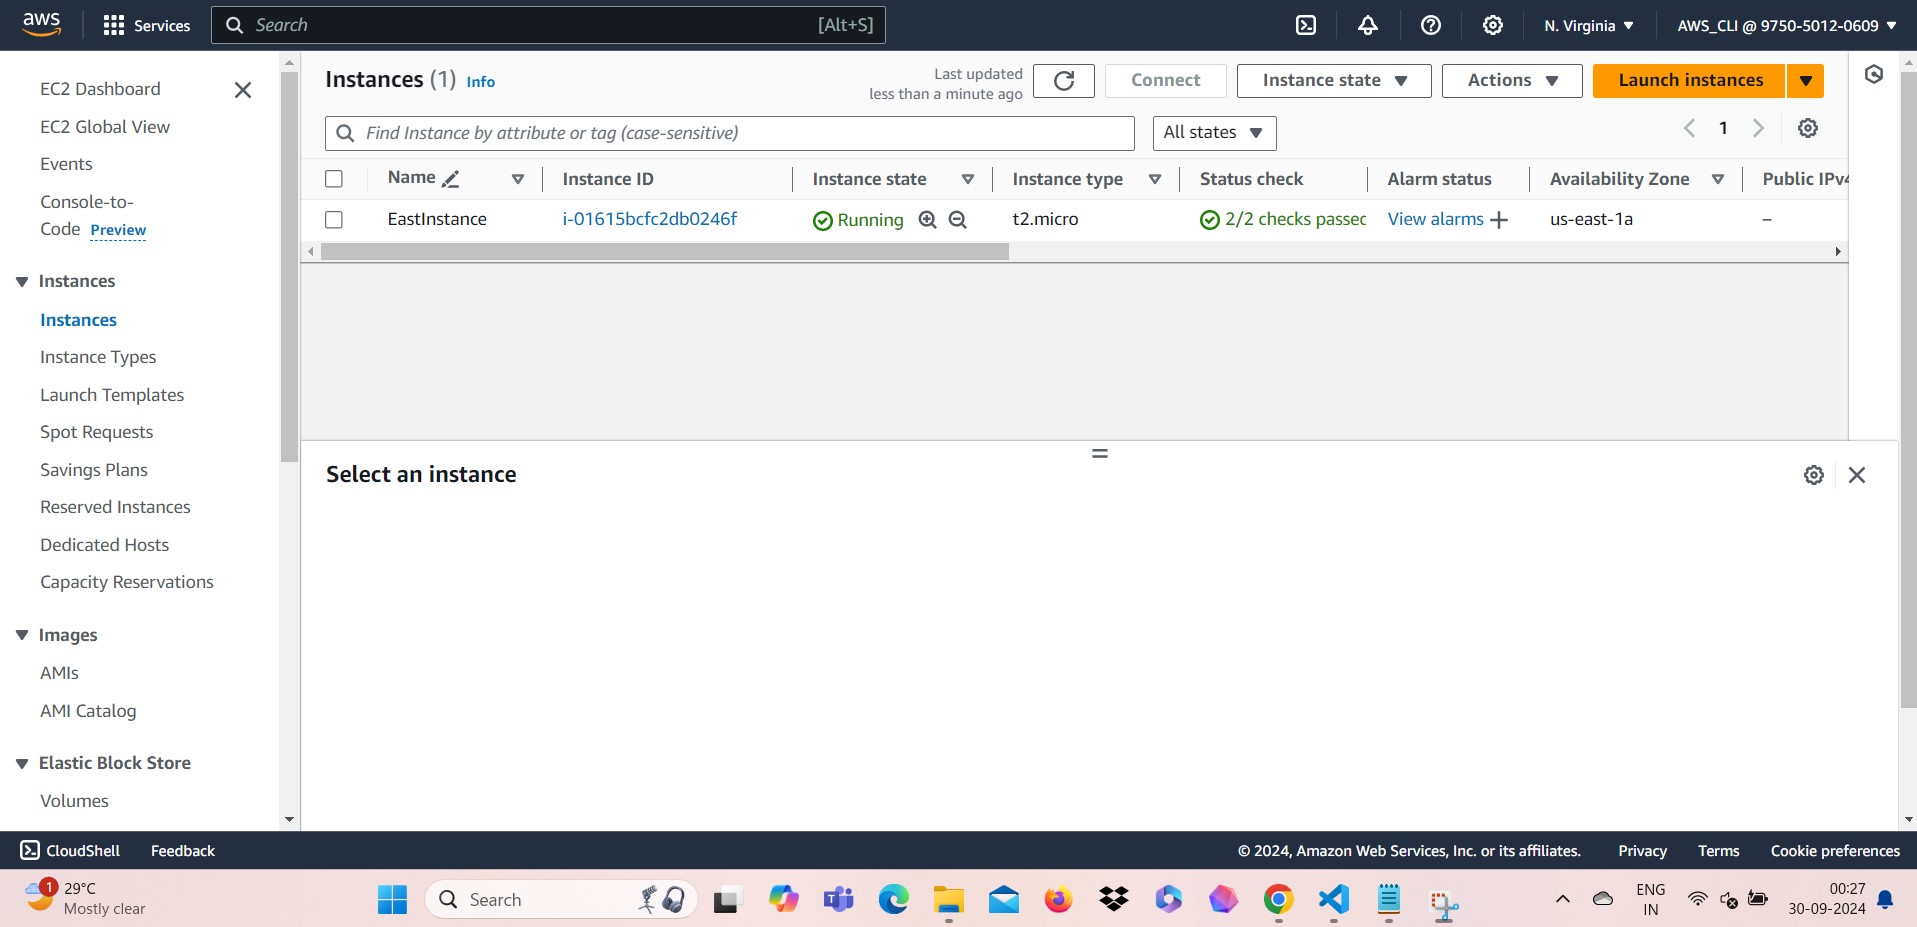 aws
Services
Search
[Alt+S]
N. Virginia
AWS_CLI @ 9750-5012-0609
EC2 Dashboard
EC2 Global View
Events
Console-to-
Code Preview
Instances
Instances
Instance Types
Launch Templates
Spot Requests
Savings Plans
Reserved Instances
Dedicated Hosts
Capacity Reservations
Images
AMIs
AMI Catalog
Elastic Block Store
Volumes
Instances (1) Info
Last updated
less than a minute ago
Connect
Instance state
Actions
Launch instances
Find Instance by attribute or tag (case-sensitive)
All states
1
Name Instance ID Instance state Instance type Status check Alarm status Availability Zone Public IPv4
EastInstance i-01615bcfc2db0246f Running t2.micro 2/2 checks passec View alarms + us-east-1a –
Select an instance
CloudShell Feedback
© 2024, Amazon Web Services, Inc. or its affiliates. Privacy Terms Cookie preferences
1
29°C
Mostly clear
Search
ENG
IN
00:27
30-09-2024